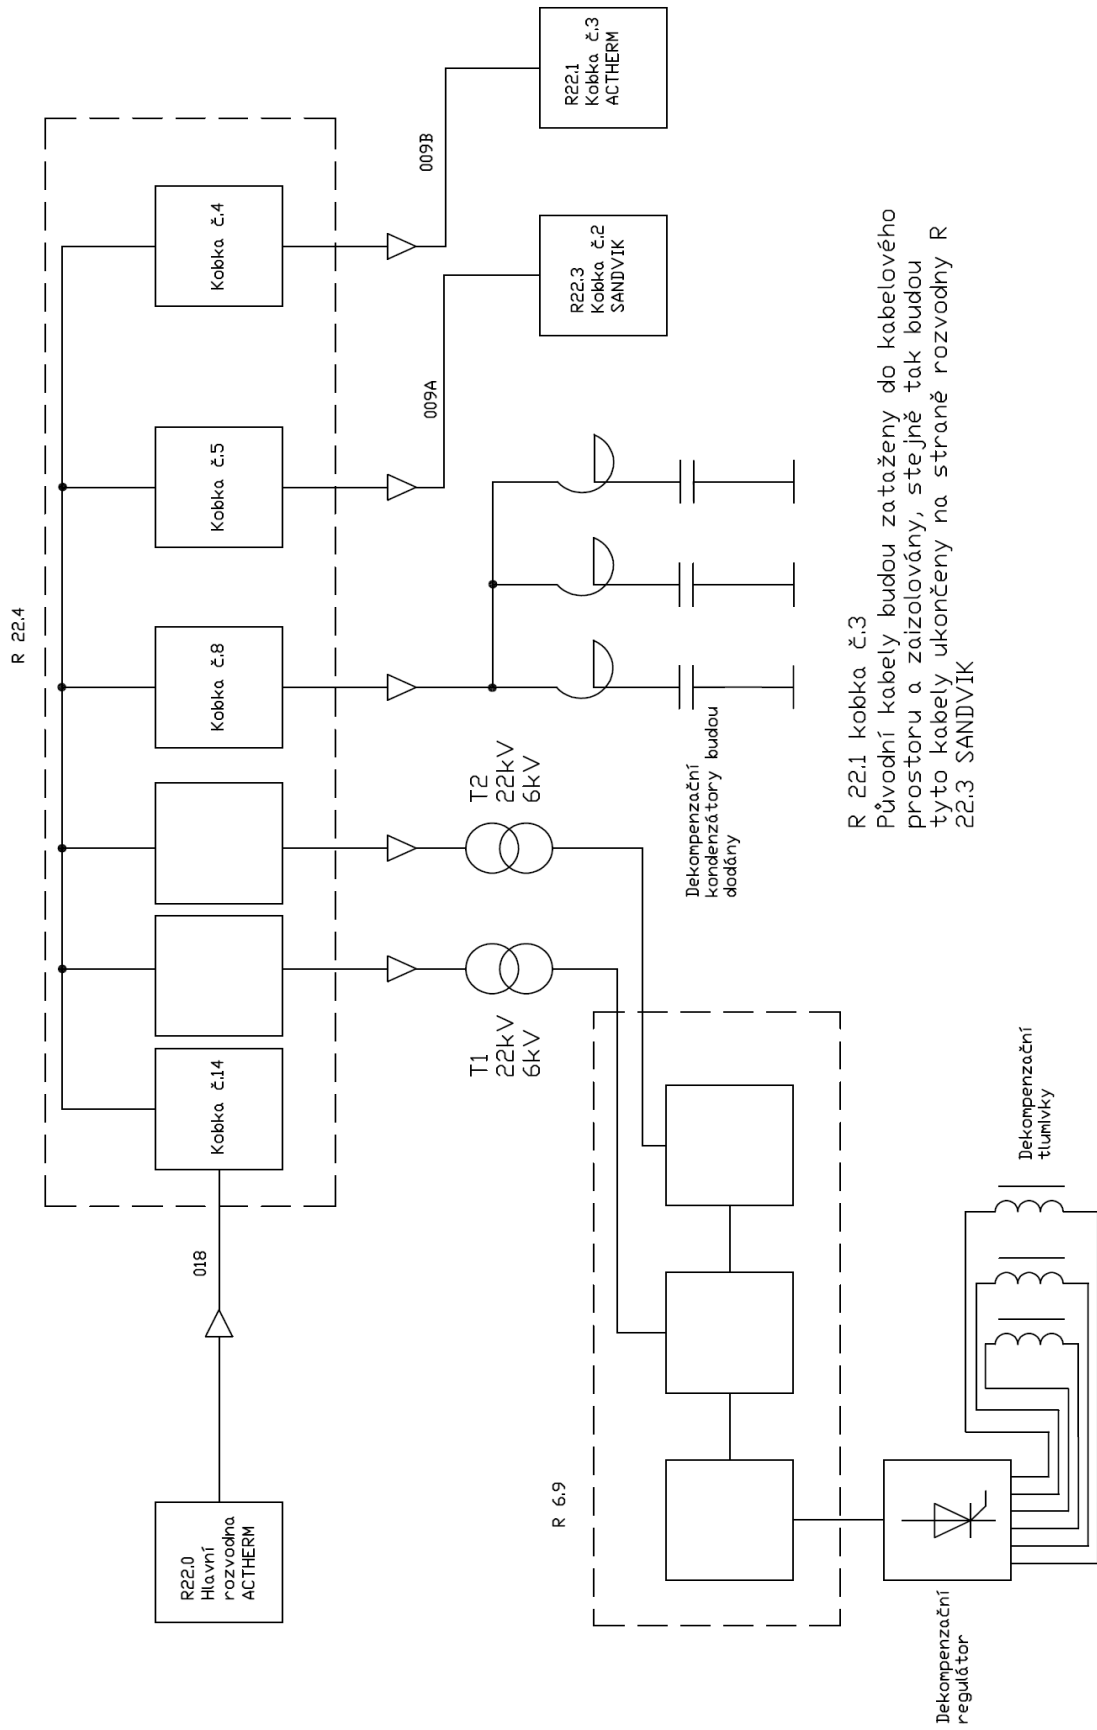 R 22.4
R22.0
Hlavní
rozvodna
ACTHERM
018
Kobka č.14
Kobka č.8
Kobka č.5
Kobka č.4
T1
22kV
6kV
T2
22kV
6kV
009A
009B
R22.3
Kobka č.2
SANDVIK
R22.1
Kobka č.3
ACTHERM
Dekompenzační
kondenzátory budou
dodány
R 6.9
Dekompenzační
regulátor
Dekompenzační
tlumivky
R 22.1 kobka č.3
Původní kabely budou zataženy do kabelového
prostoru a zaizolovány, stejně tak budou
tyto kabely ukončeny na straně rozvodny R
22.3 SANDVIK